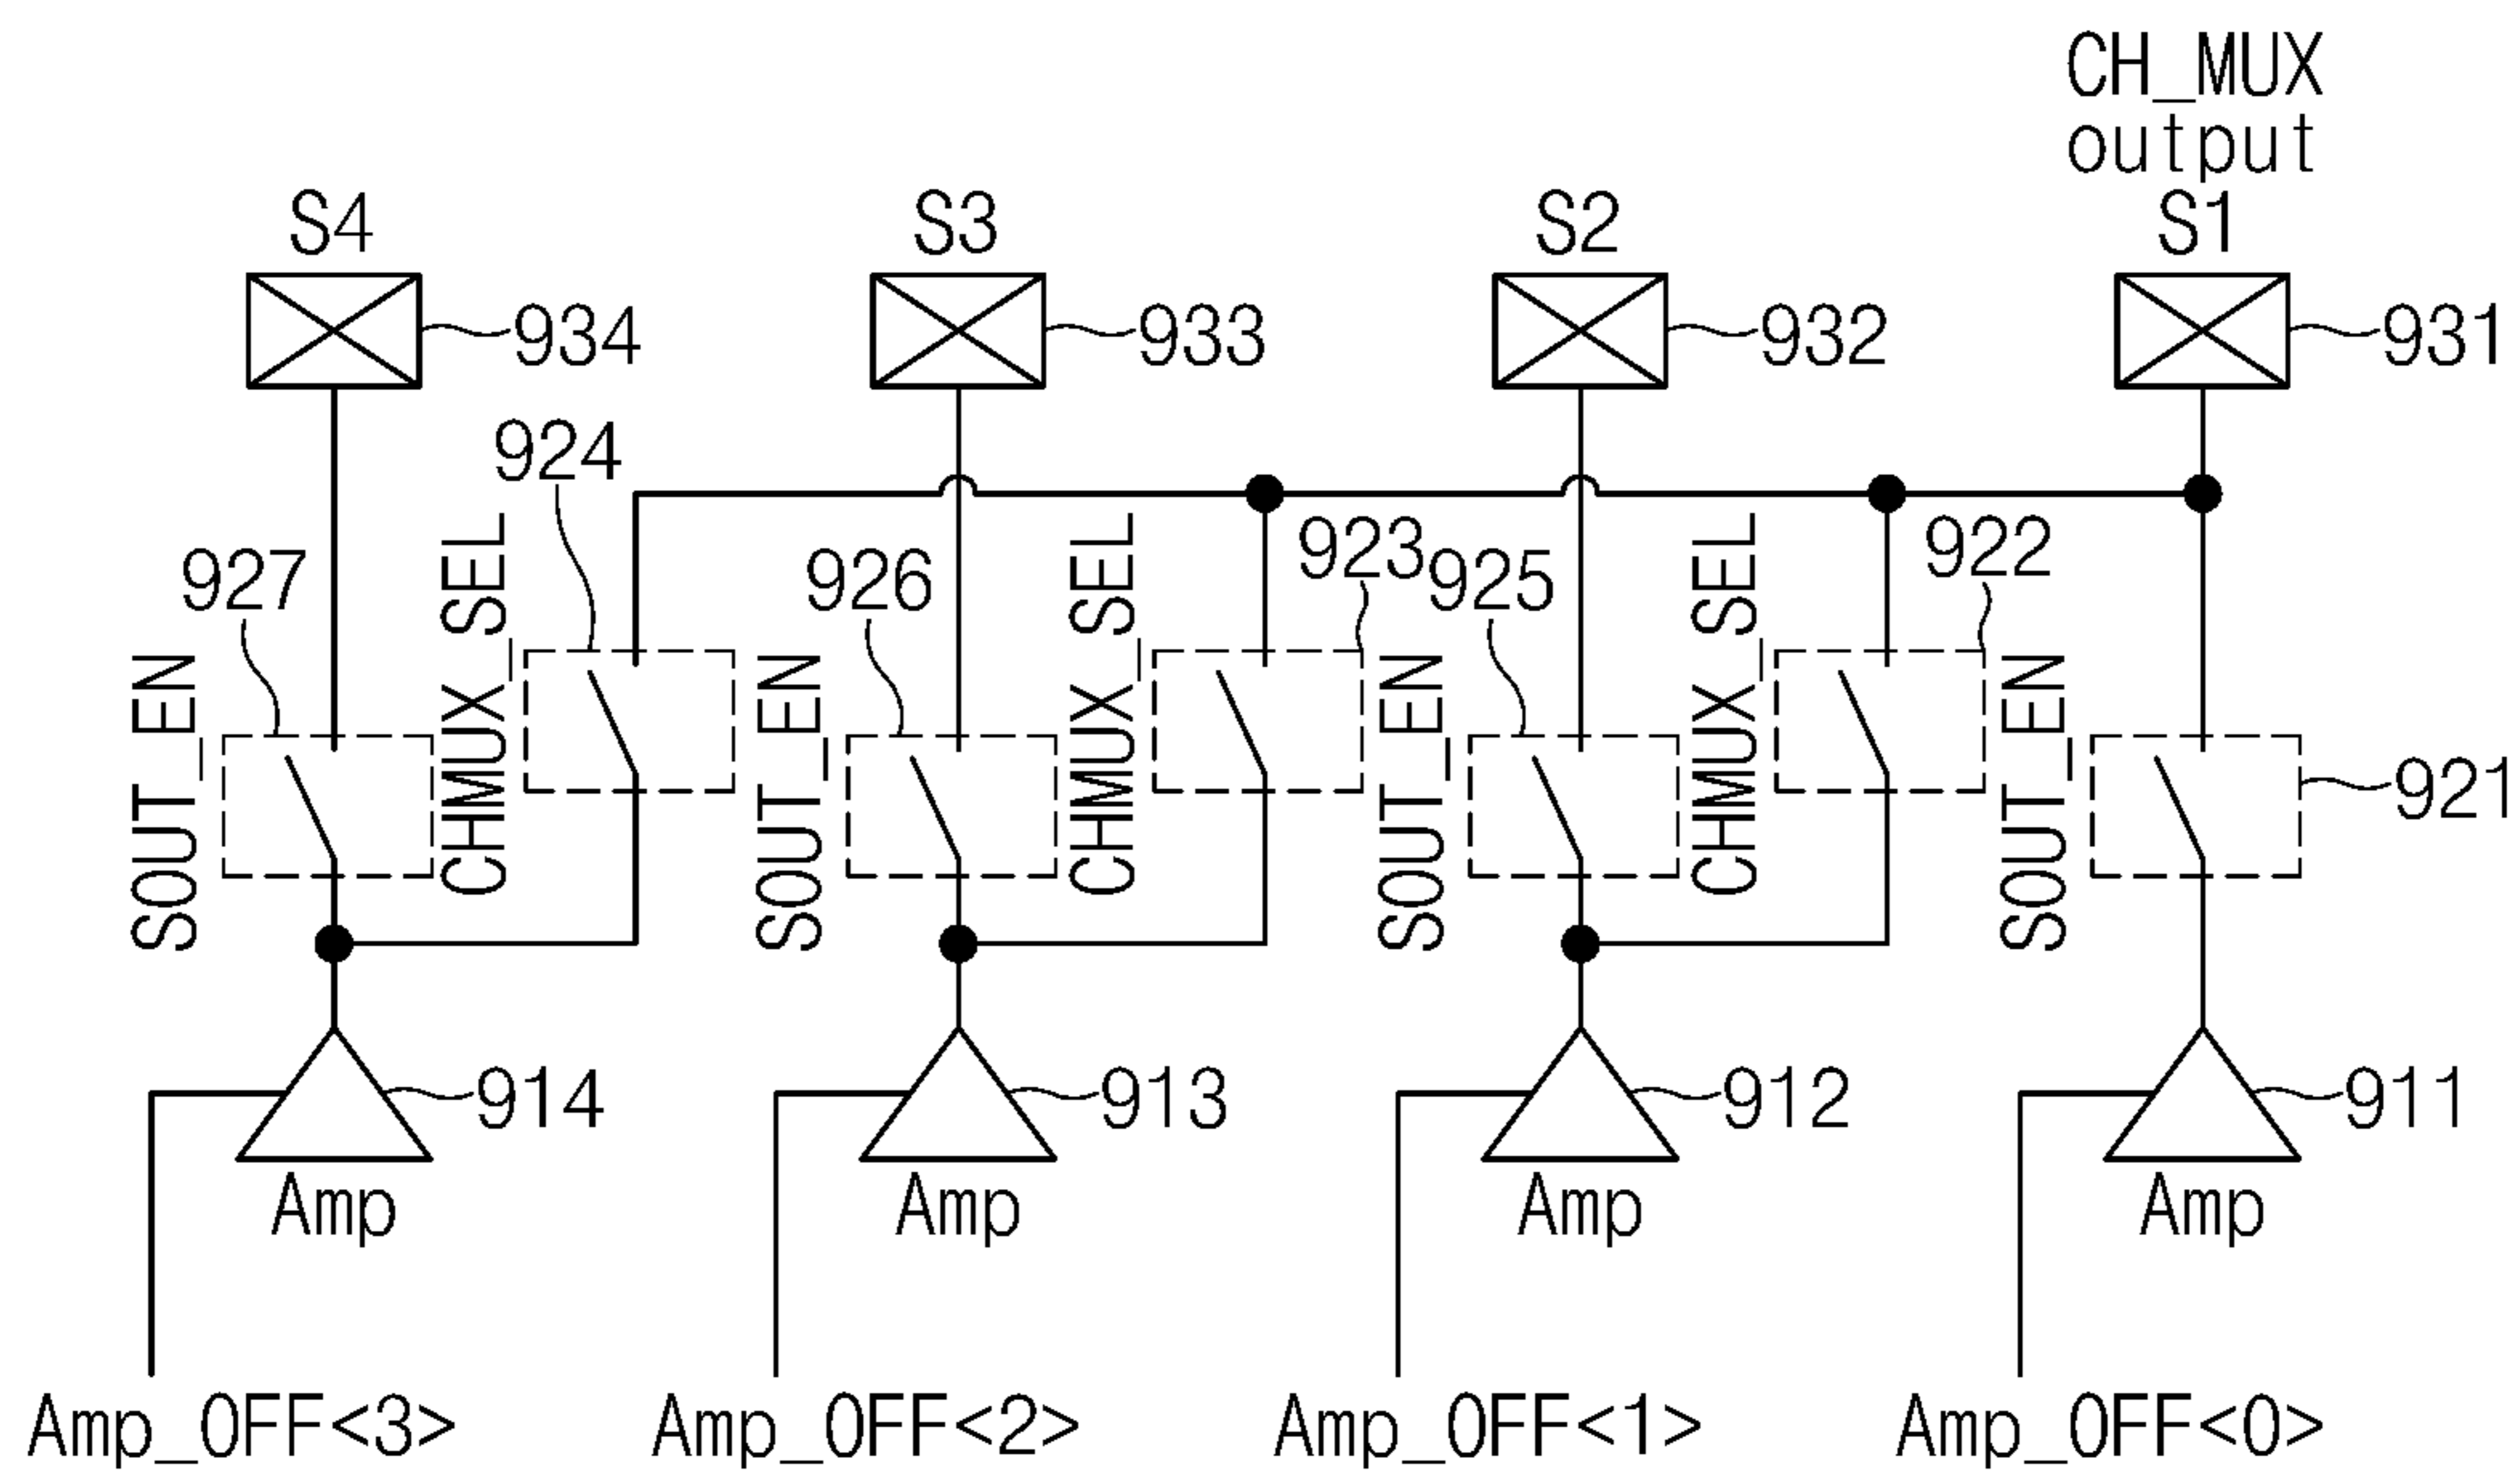 CH_MUX
output
S4 S3 S2 S1
934 933 932 931
924
927 926 923 925 922
SOUT_EN CHMUX_SEL SOUT_EN CHMUX_SEL SOUT_EN CHMUX_SEL SOUT_EN
921
914 913 912 911
Amp Amp Amp Amp
Amp_OFF<3> Amp_OFF<2> Amp_OFF<1> Amp_OFF<0>